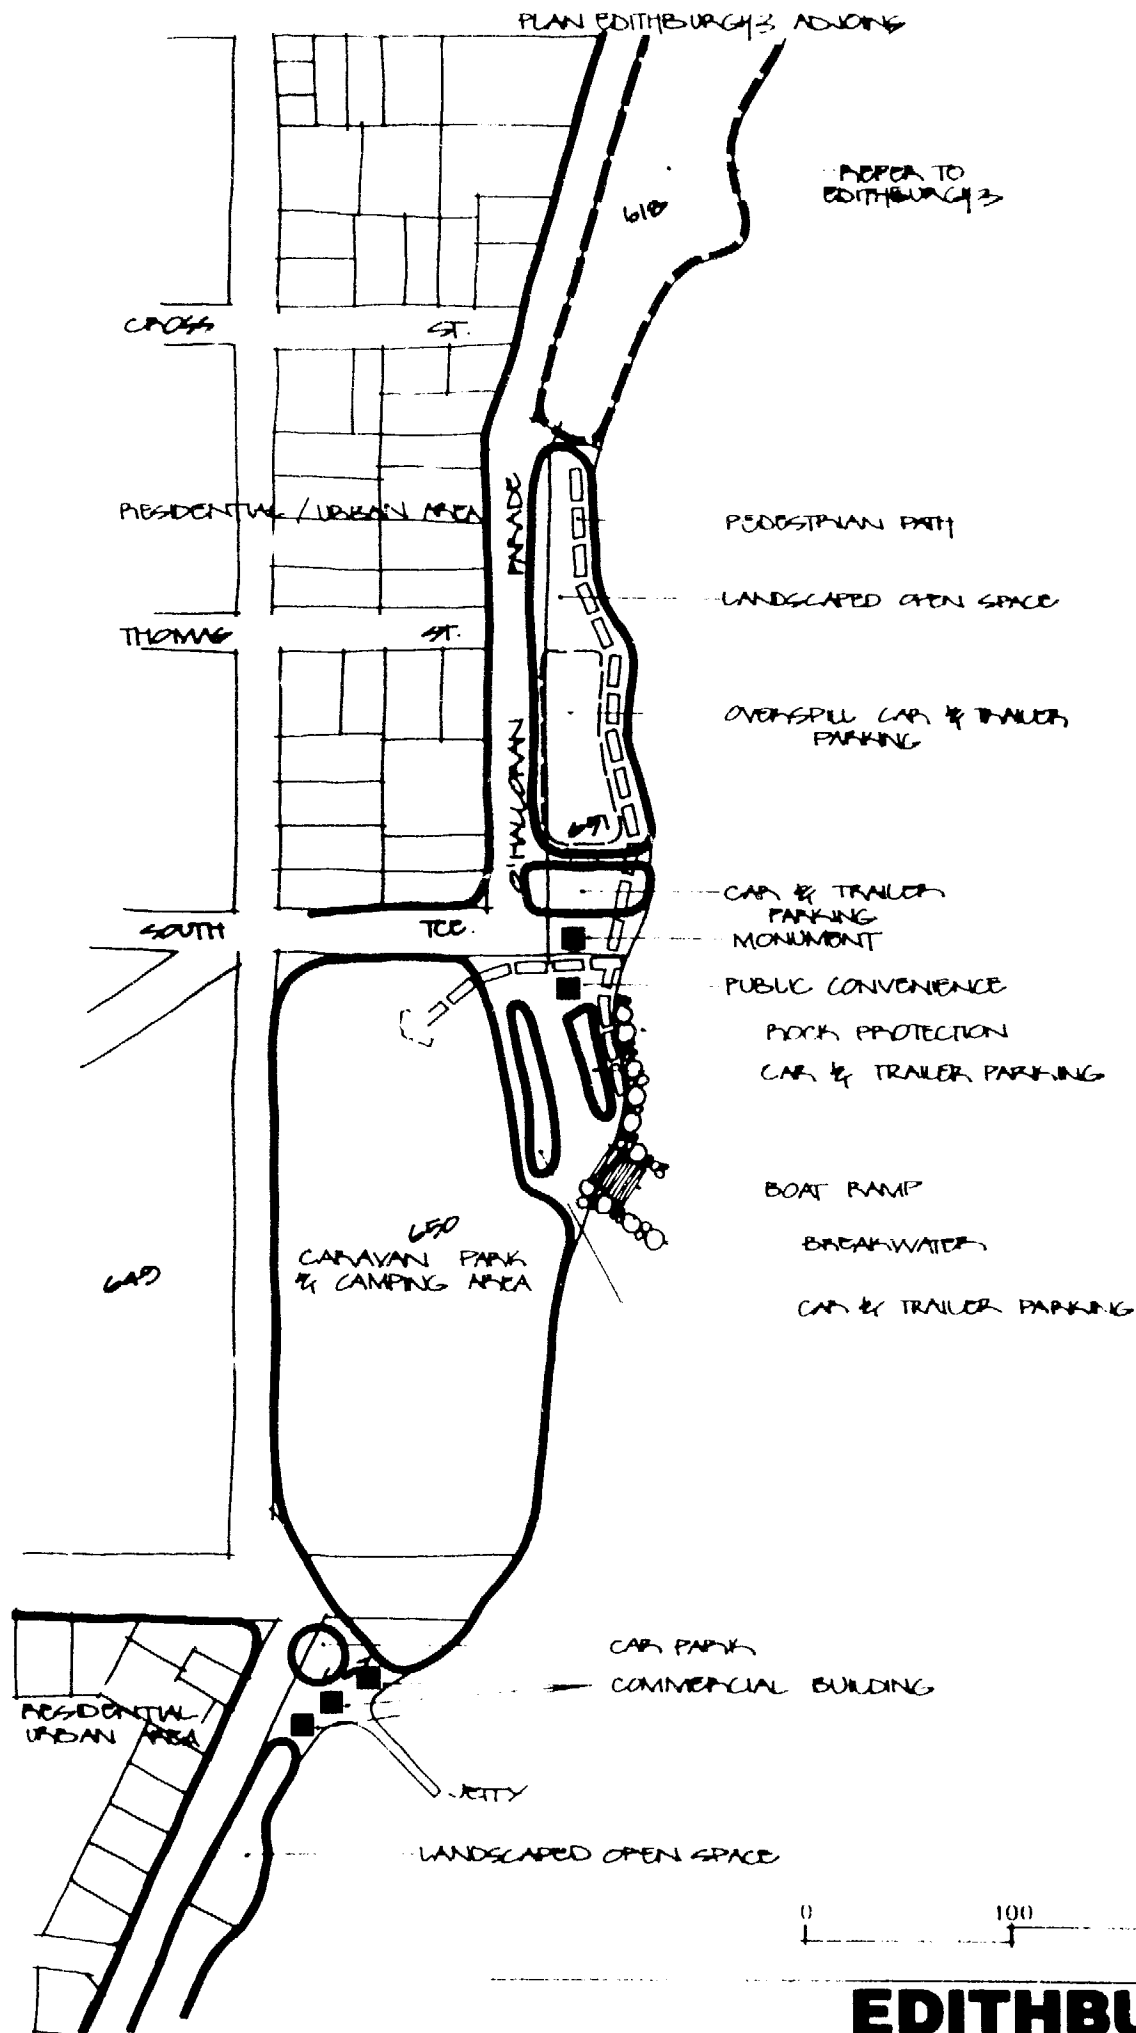 PLAN EDITHBURGH/3 ADJOINS
REFER TO
EDITHBURGH/3
618
CROSS ST.
RESIDENTIAL / URBAN AREA
PARADE
PEDESTRIAN PATH
LANDSCAPED OPEN SPACE
THOMAS ST.
OVERSPILL CAR & TRAILER
PARKING
O'HALLORAN
651
CAR & TRAILER
PARKING
SOUTH TCE.
MONUMENT
PUBLIC CONVENIENCE
ROCK PROTECTION
CAR & TRAILER PARKING
BOAT RAMP
650
CARAVAN PARK
& CAMPING AREA
BREAKWATER
649
CAR & TRAILER PARKING
CAR PARK
COMMERCIAL BUILDING
RESIDENTIAL
URBAN AREA
JETTY
LANDSCAPED OPEN SPACE
0 100
EDITHBU